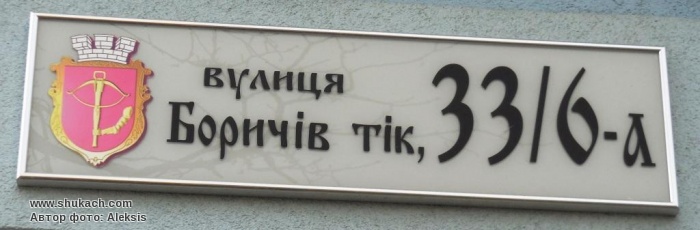 вулиця
Боричів тік, 33/6-а
www.shukach.com
Автор фото: Aleksis